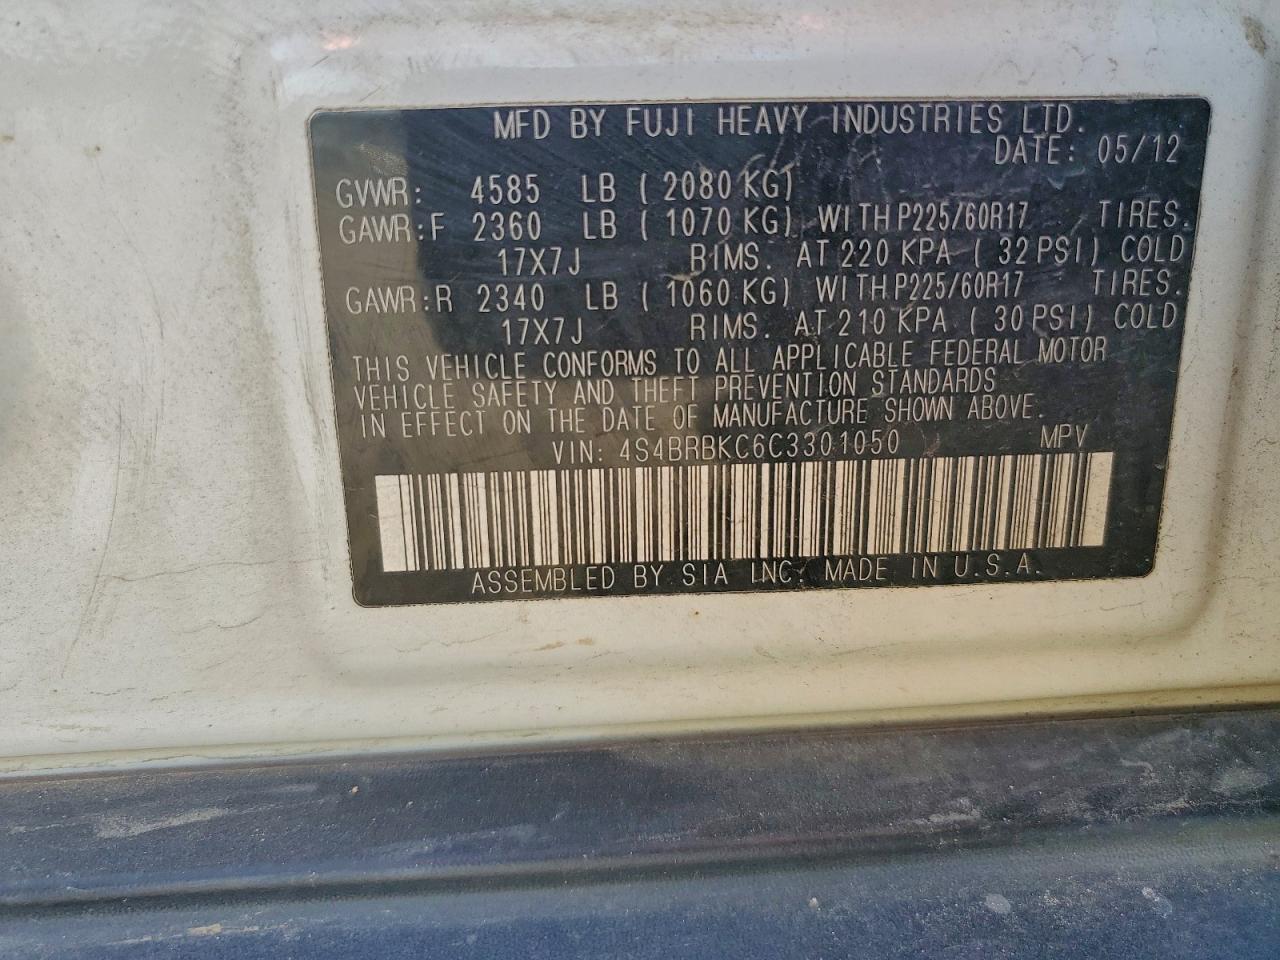 MFD BY FUJI HEAVY INDUSTRIES LTD.
DATE: 05/12
GVWR: 4585 LB ( 2080 KG)
GAWR:F 2360 LB ( 1070 KG) WITH P225/60R17 TIRES.
17X7J RIMS. AT 220 KPA ( 32 PSI) COLD
GAWR:R 2340 LB ( 1060 KG) WITH P225/60R17 TIRES.
17X7J RIMS. AT 210 KPA ( 30 PSI) COLD
THIS VEHICLE CONFORMS TO ALL APPLICABLE FEDERAL MOTOR
VEHICLE SAFETY AND THEFT PREVENTION STANDARDS
IN EFFECT ON THE DATE OF MANUFACTURE SHOWN ABOVE.
VIN: 4S4BRBKC6C3301050 MPV
ASSEMBLED BY SIA INC. MADE IN U.S.A.